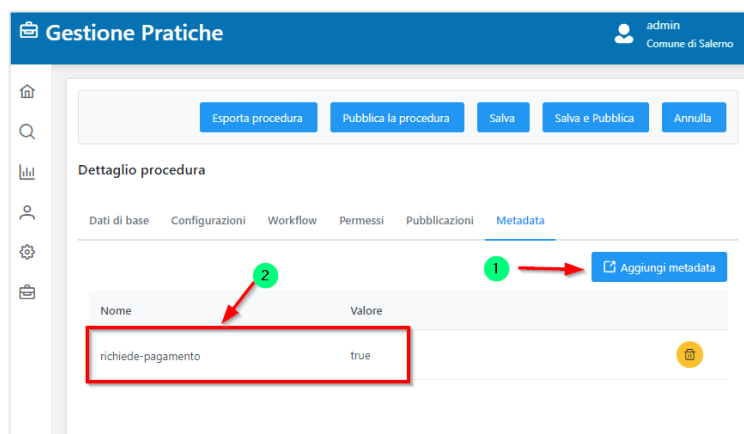 Gestione Pratiche
admin
Comune di Salerno
Esporta procedura Pubblica la procedura Salva Salva e Pubblica Annulla
Dettaglio procedura
Dati di base Configurazioni Workflow Permessi Pubblicazioni Metadata
1 Aggiungi metadata
2
Nome Valore
richiede-pagamento true